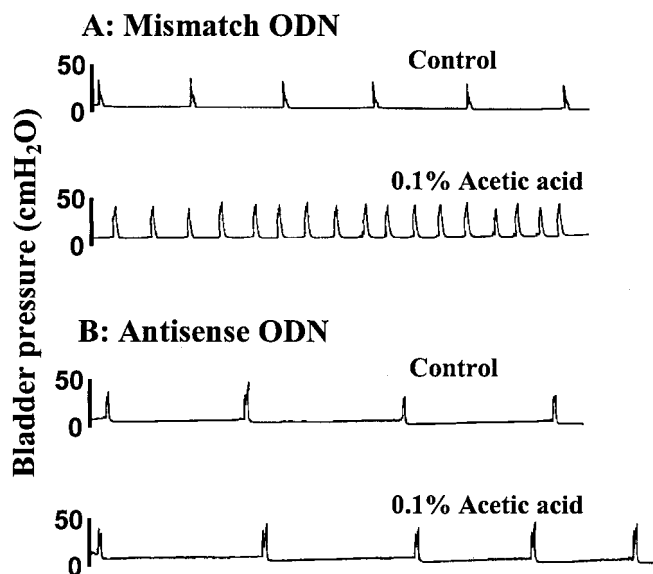 A: Mismatch ODN
Control
50
0
0.1% Acetic acid
50
0
Bladder pressure (cmH₂O)
B: Antisense ODN
Control
50
0
0.1% Acetic acid
50
0